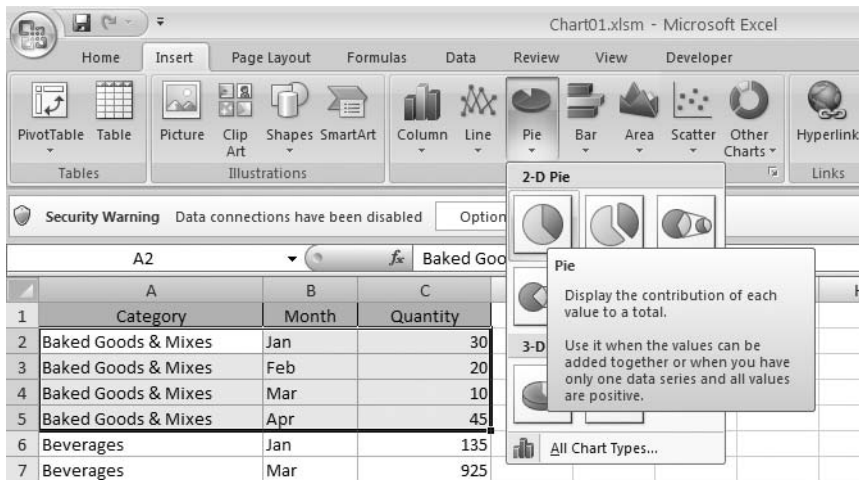 Chart01.xlsm - Microsoft Excel
Home Insert Page Layout Formulas Data Review View Developer
PivotTable Table Picture Clip Art Shapes SmartArt Column Line Pie Bar Area Scatter Other Charts Hyperlink
Tables Illustrations Links
2-D Pie
Security Warning Data connections have been disabled Option
A2 fx Baked Goo
Pie
Display the contribution of each
value to a total.
Use it when the values can be
added together or when you have
only one data series and all values
are positive.
3-D
All Chart Types...
A B C
1 Category Month Quantity
2 Baked Goods & Mixes Jan 30
3 Baked Goods & Mixes Feb 20
4 Baked Goods & Mixes Mar 10
5 Baked Goods & Mixes Apr 45
6 Beverages Jan 135
7 Beverages Mar 925